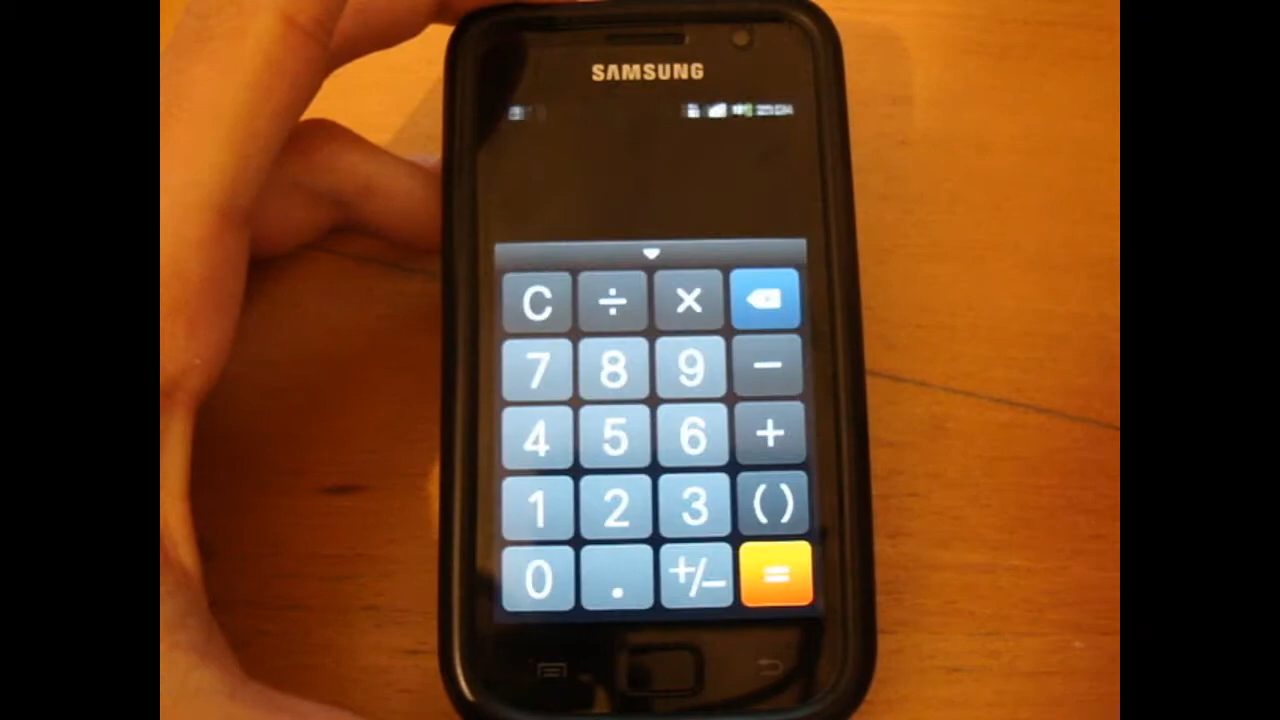 SAMSUNG
C ÷ ×
7 8 9 −
4 5 6 +
1 2 3 ()
0 . +/− =